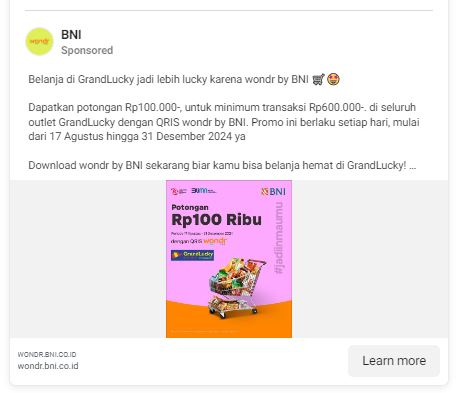 BNI
Sponsored
wondr
Belanja di GrandLucky jadi lebih lucky karena wondr by BNI 🛒 🤩
Dapatkan potongan Rp100.000-, untuk minimum transaksi Rp600.000-. di seluruh
outlet GrandLucky dengan QRIS wondr by BNI. Promo ini berlaku setiap hari, mulai
dari 17 Agustus hingga 31 Desember 2024 ya
Download wondr by BNI sekarang biar kamu bisa belanja hemat di GrandLucky! ...
BUMN
BNI
Potongan
Rp100 Ribu
dengan QRIS wondr
GrandLucky
#jadiinmaumu
WONDR.BNI.CO.ID
wondr.bni.co.id
Learn more